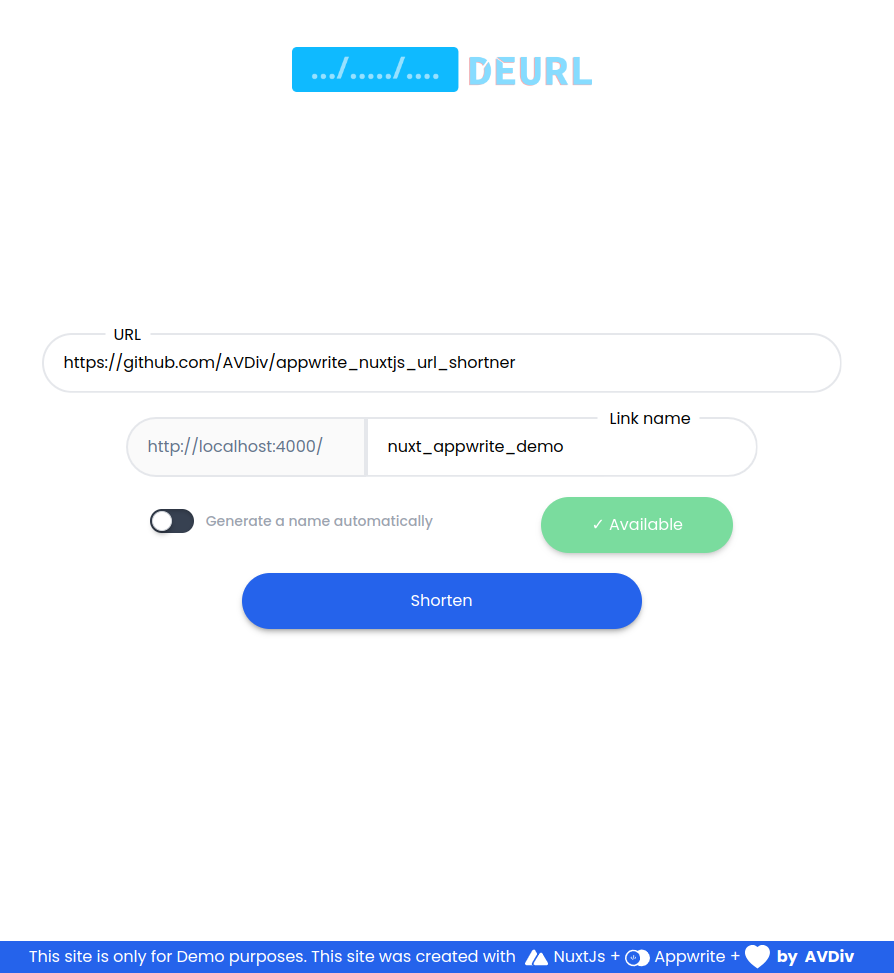 .../...../.... DEURL
URL
https://github.com/AVDiv/appwrite_nuxtjs_url_shortner
Link name
http://localhost:4000/ nuxt_appwrite_demo
Generate a name automatically
✓ Available
Shorten
This site is only for Demo purposes. This site was created with NuxtJs + Appwrite + by AVDiv